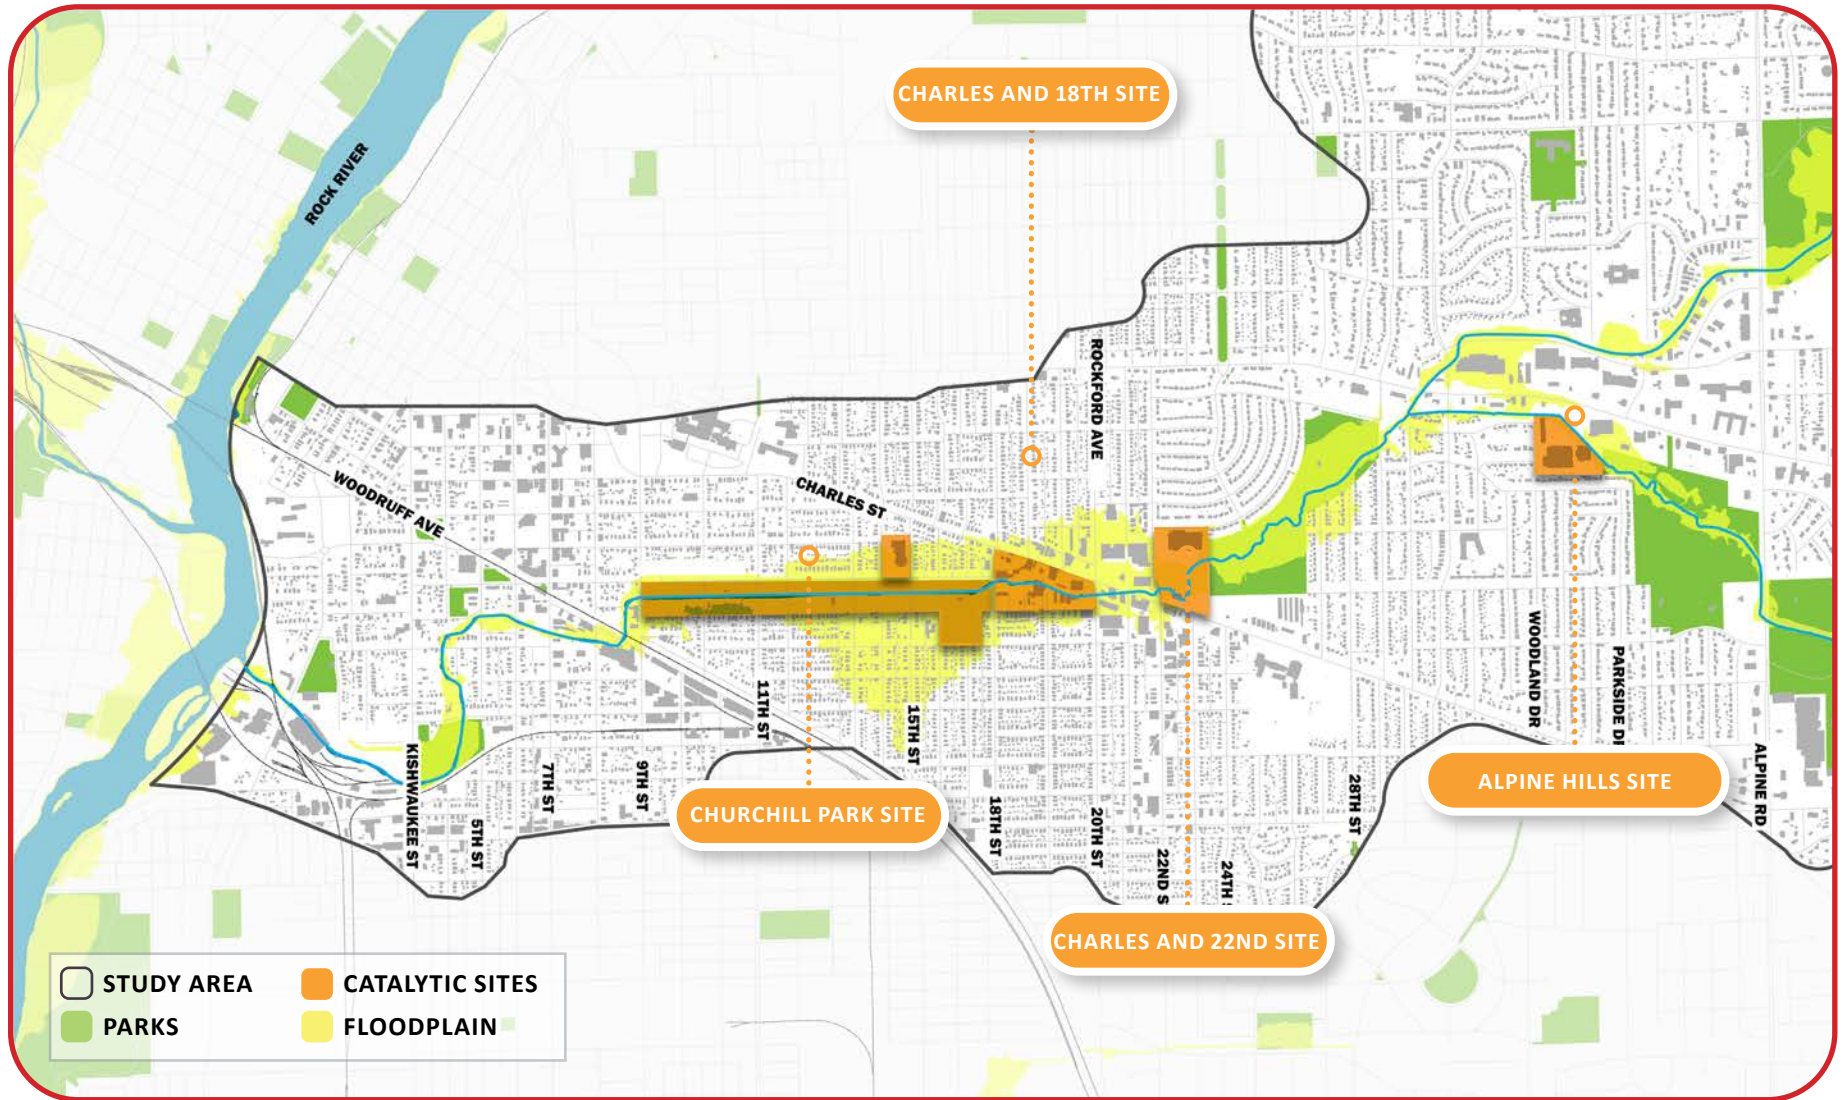 CHARLES AND 18TH SITE
ROCK RIVER
ROCKFORD AVE
WOODRUFF AVE
CHARLES ST
KISHWAUKEE ST
5TH ST
7TH ST
9TH ST
11TH ST
15TH ST
18TH ST
20TH ST
22ND S
24TH
28TH ST
WOODLAND DR
PARKSIDE DR
ALPINE RD
CHURCHILL PARK SITE
ALPINE HILLS SITE
CHARLES AND 22ND SITE
STUDY AREA
CATALYTIC SITES
PARKS
FLOODPLAIN